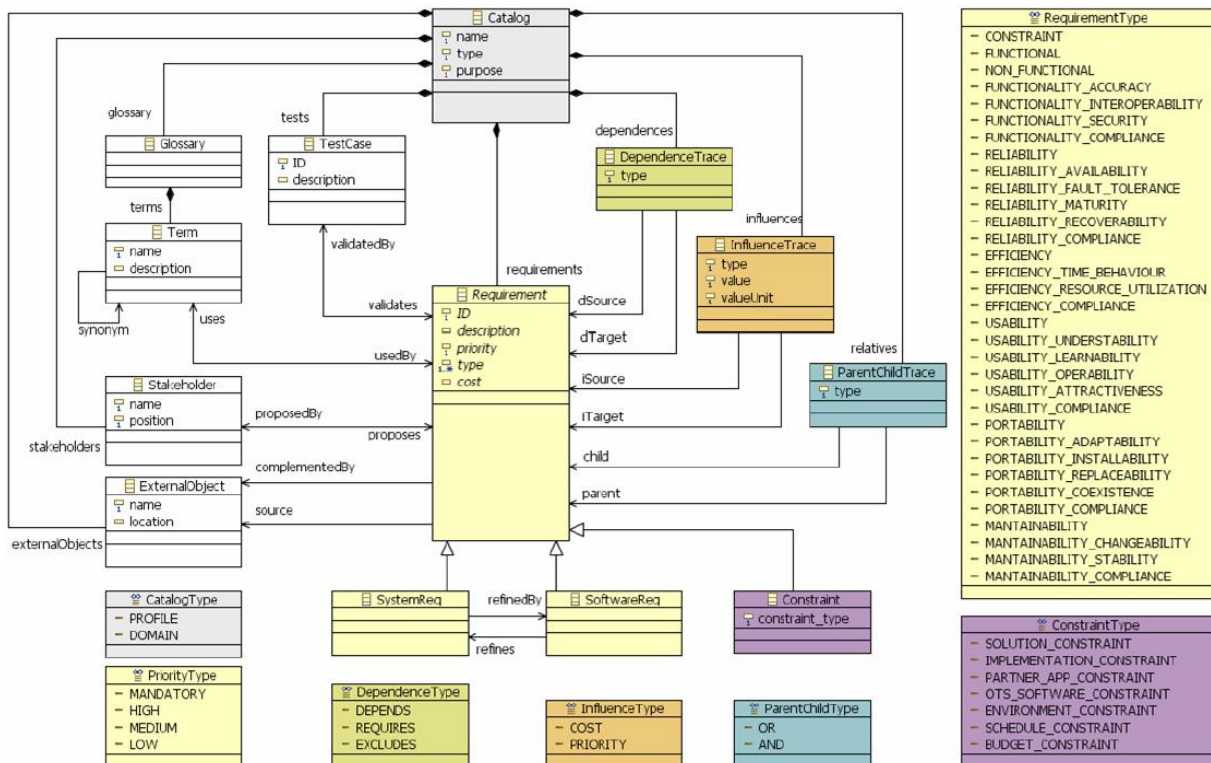 Catalog
name
type
purpose
glossary
tests
dependences
influences
relatives
requirements
Glossary
terms
Term
name
description
synonym
uses
usedBy
TestCase
ID
description
validatedBy
validates
DependenceTrace
type
dSource
dTarget
InfluenceTrace
type
value
valueUnit
iSource
iTarget
ParentChildTrace
type
child
parent
Requirement
ID
description
priority
type
cost
Stakeholder
name
position
proposedBy
proposes
stakeholders
complementedBy
ExternalObject
name
location
source
externalObjects
SystemReq
refinedBy
SoftwareReq
refines
Constraint
constraint_type
CatalogType
PROFILE
DOMAIN
PriorityType
MANDATORY
HIGH
MEDIUM
LOW
DependenceType
DEPENDS
REQUIRES
EXCLUDES
InfluenceType
COST
PRIORITY
ParentChildType
OR
AND
RequirementType
CONSTRAINT
FUNCTIONAL
NON_FUNCTIONAL
FUNCTIONALITY_ACCURACY
FUNCTIONALITY_INTEROPERABILITY
FUNCTIONALITY_SECURITY
FUNCTIONALITY_COMPLIANCE
RELIABILITY
RELIABILITY_AVAILABILITY
RELIABILITY_FAULT_TOLERANCE
RELIABILITY_MATURITY
RELIABILITY_RECOVERABILITY
RELIABILITY_COMPLIANCE
EFFICIENCY
EFFICIENCY_TIME_BEHAVIOUR
EFFICIENCY_RESOURCE_UTILIZATION
EFFICIENCY_COMPLIANCE
USABILITY
USABILITY_UNDERSTABILITY
USABILITY_LEARNABILITY
USABILITY_OPERABILITY
USABILITY_ATTRACTIVENESS
USABILITY_COMPLIANCE
PORTABILITY
PORTABILITY_ADAPTABILITY
PORTABILITY_INSTALLABILITY
PORTABILITY_REPLACEABILITY
PORTABILITY_COEXISTENCE
PORTABILITY_COMPLIANCE
MANTAINABILITY
MANTAINABILITY_CHANGEABILITY
MANTAINABILITY_STABILITY
MANTAINABILITY_COMPLIANCE
ConstraintType
SOLUTION_CONSTRAINT
IMPLEMENTATION_CONSTRAINT
PARTNER_APP_CONSTRAINT
OTS_SOFTWARE_CONSTRAINT
ENVIRONMENT_CONSTRAINT
SCHEDULE_CONSTRAINT
BUDGET_CONSTRAINT